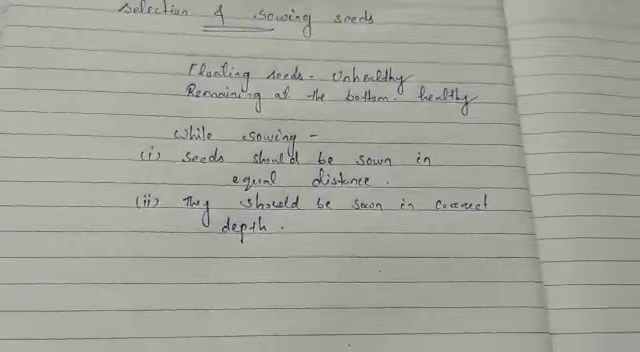 Selection & sowing seeds
Floating seeds - Unhealthy
Remaining at the bottom - healthy
While sowing -
(i) Seeds should be sown in
equal distance.
(ii) They should be sown in correct
depth.